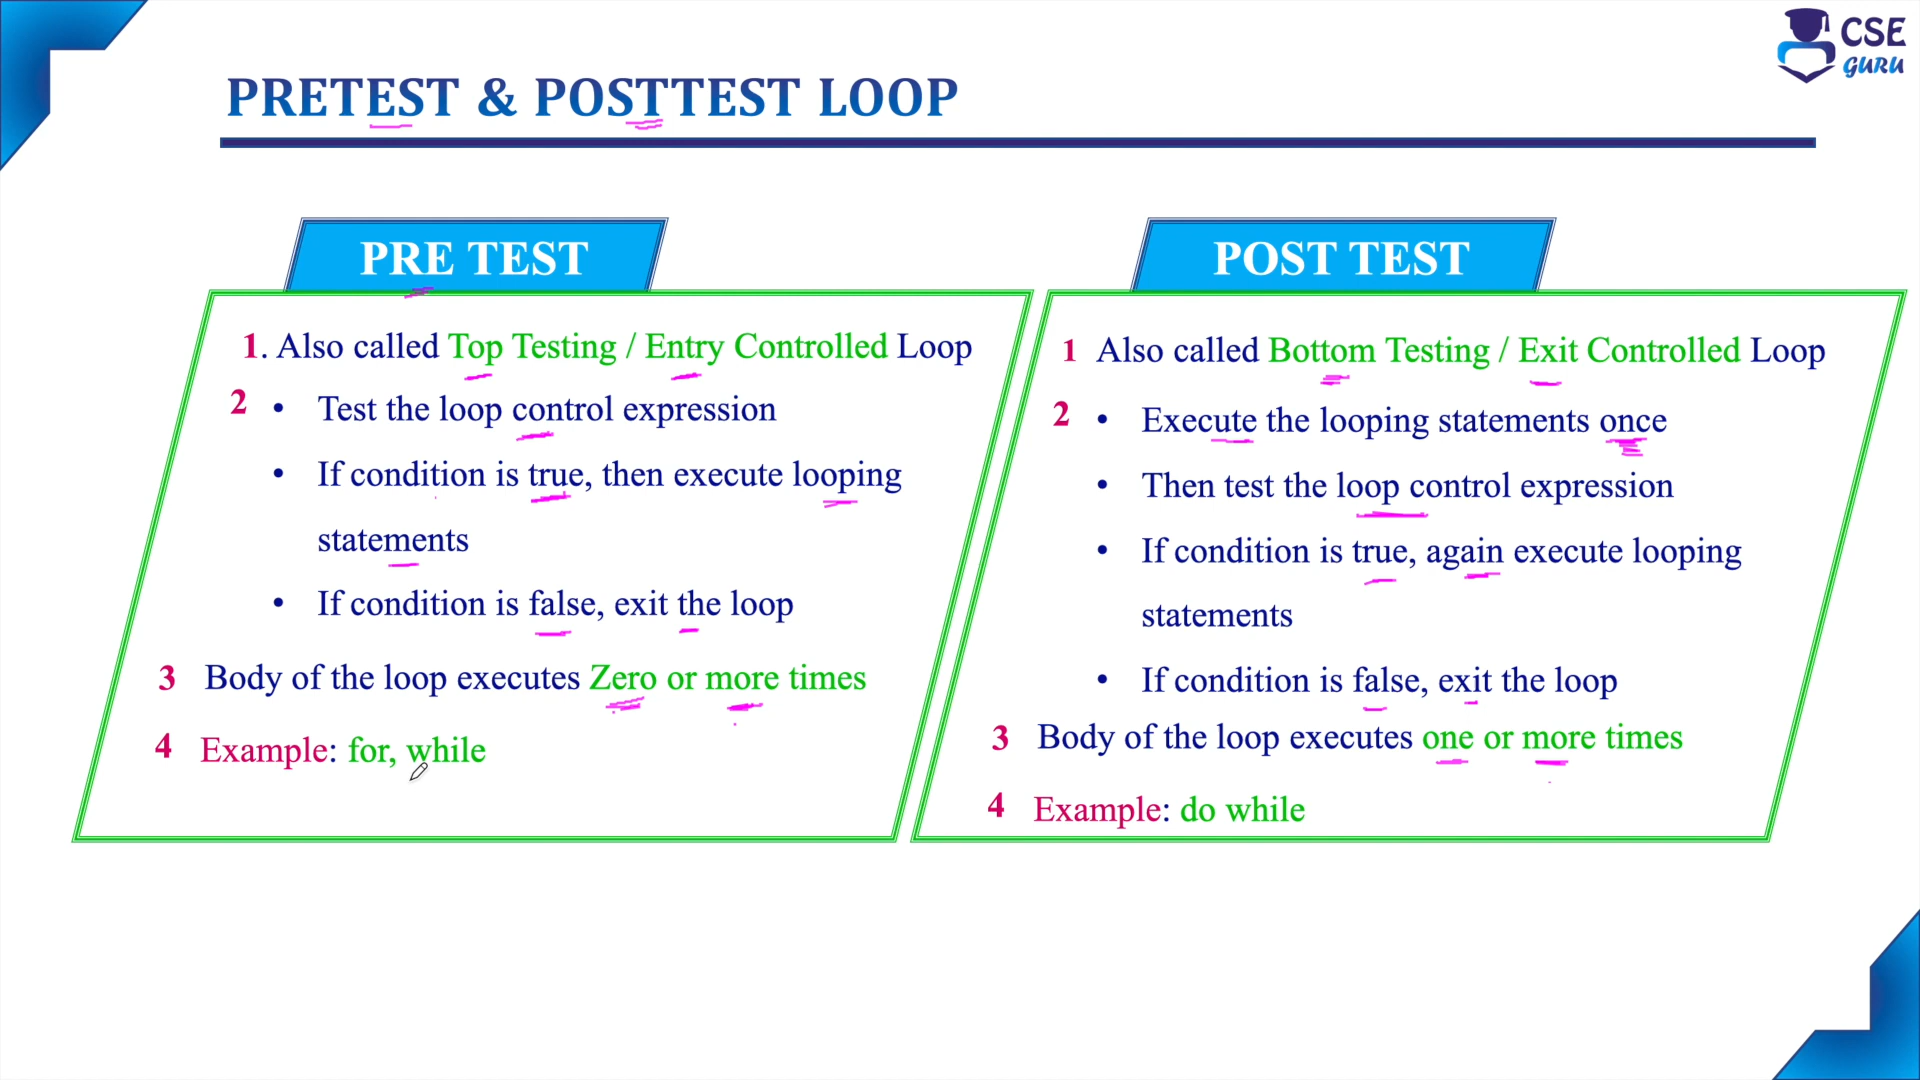 CSE
GURU
PRETEST & POSTTEST LOOP
PRE TEST
1. Also called Top Testing / Entry Controlled Loop
2 • Test the loop control expression
• If condition is true, then execute looping
statements
• If condition is false, exit the loop
3 Body of the loop executes Zero or more times
4 Example: for, while
POST TEST
1 Also called Bottom Testing / Exit Controlled Loop
2 • Execute the looping statements once
• Then test the loop control expression
• If condition is true, again execute looping
statements
• If condition is false, exit the loop
3 Body of the loop executes one or more times
4 Example: do while